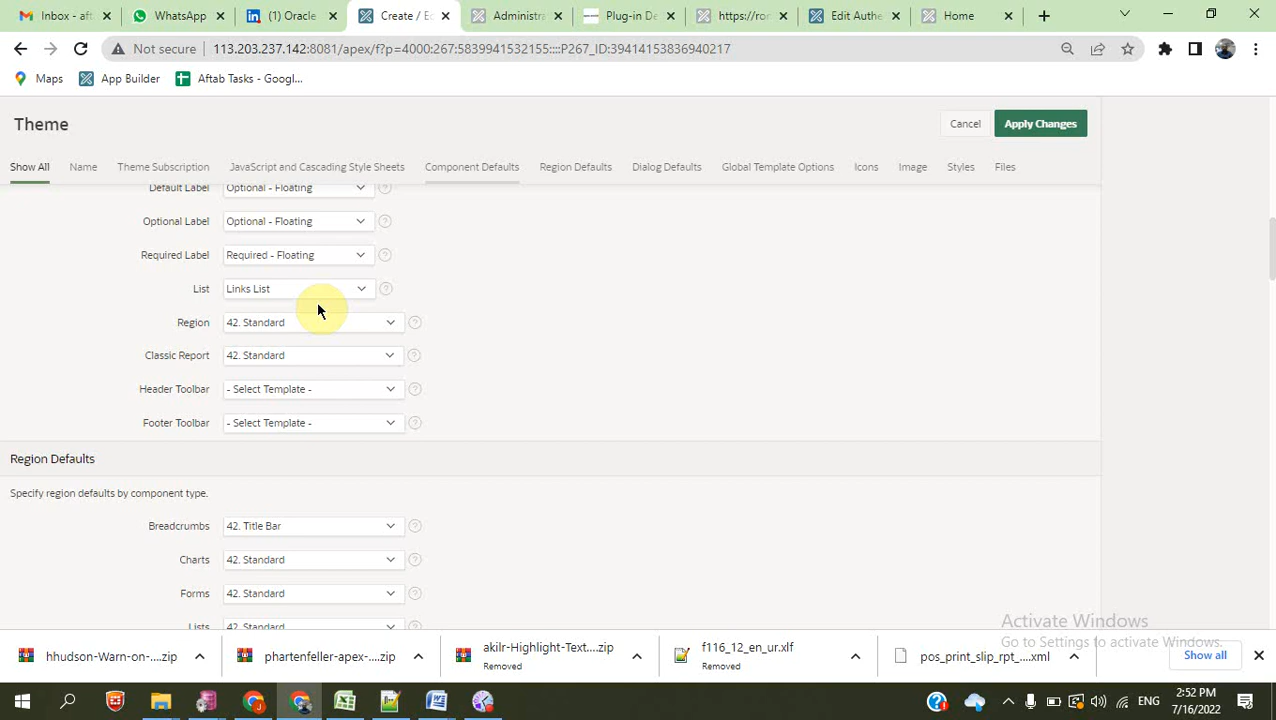 Inbox - aft
WhatsApp
(1) Oracle
Create / Ec
Administra
Plug-in De
https://ror
Edit Authe
Home
Not secure
113.203.237.142:8081/apex/f?p=4000:267:5839941532155::::P267_ID:39414153836940217
Maps
App Builder
Aftab Tasks - Googl...
Theme
Cancel
Apply Changes
Show All
Name
Theme Subscription
JavaScript and Cascading Style Sheets
Component Defaults
Region Defaults
Dialog Defaults
Global Template Options
Icons
Image
Styles
Files
Default Label
Optional - Floating
Optional Label
Optional - Floating
Required Label
Required - Floating
List
Links List
Region
42. Standard
Classic Report
42. Standard
Header Toolbar
- Select Template -
Footer Toolbar
- Select Template -
Region Defaults
Specify region defaults by component type.
Breadcrumbs
42. Title Bar
Charts
42. Standard
Forms
42. Standard
Lists
42. Standard
Activate Windows
Go to Settings to activate Windows.
hhudson-Warn-on-....zip
phartenfeller-apex-....zip
akilr-Highlight-Text....zip
Removed
f116_12_en_ur.xlf
Removed
pos_print_slip_rpt_....xml
Show all
ENG
2:52 PM
7/16/2022